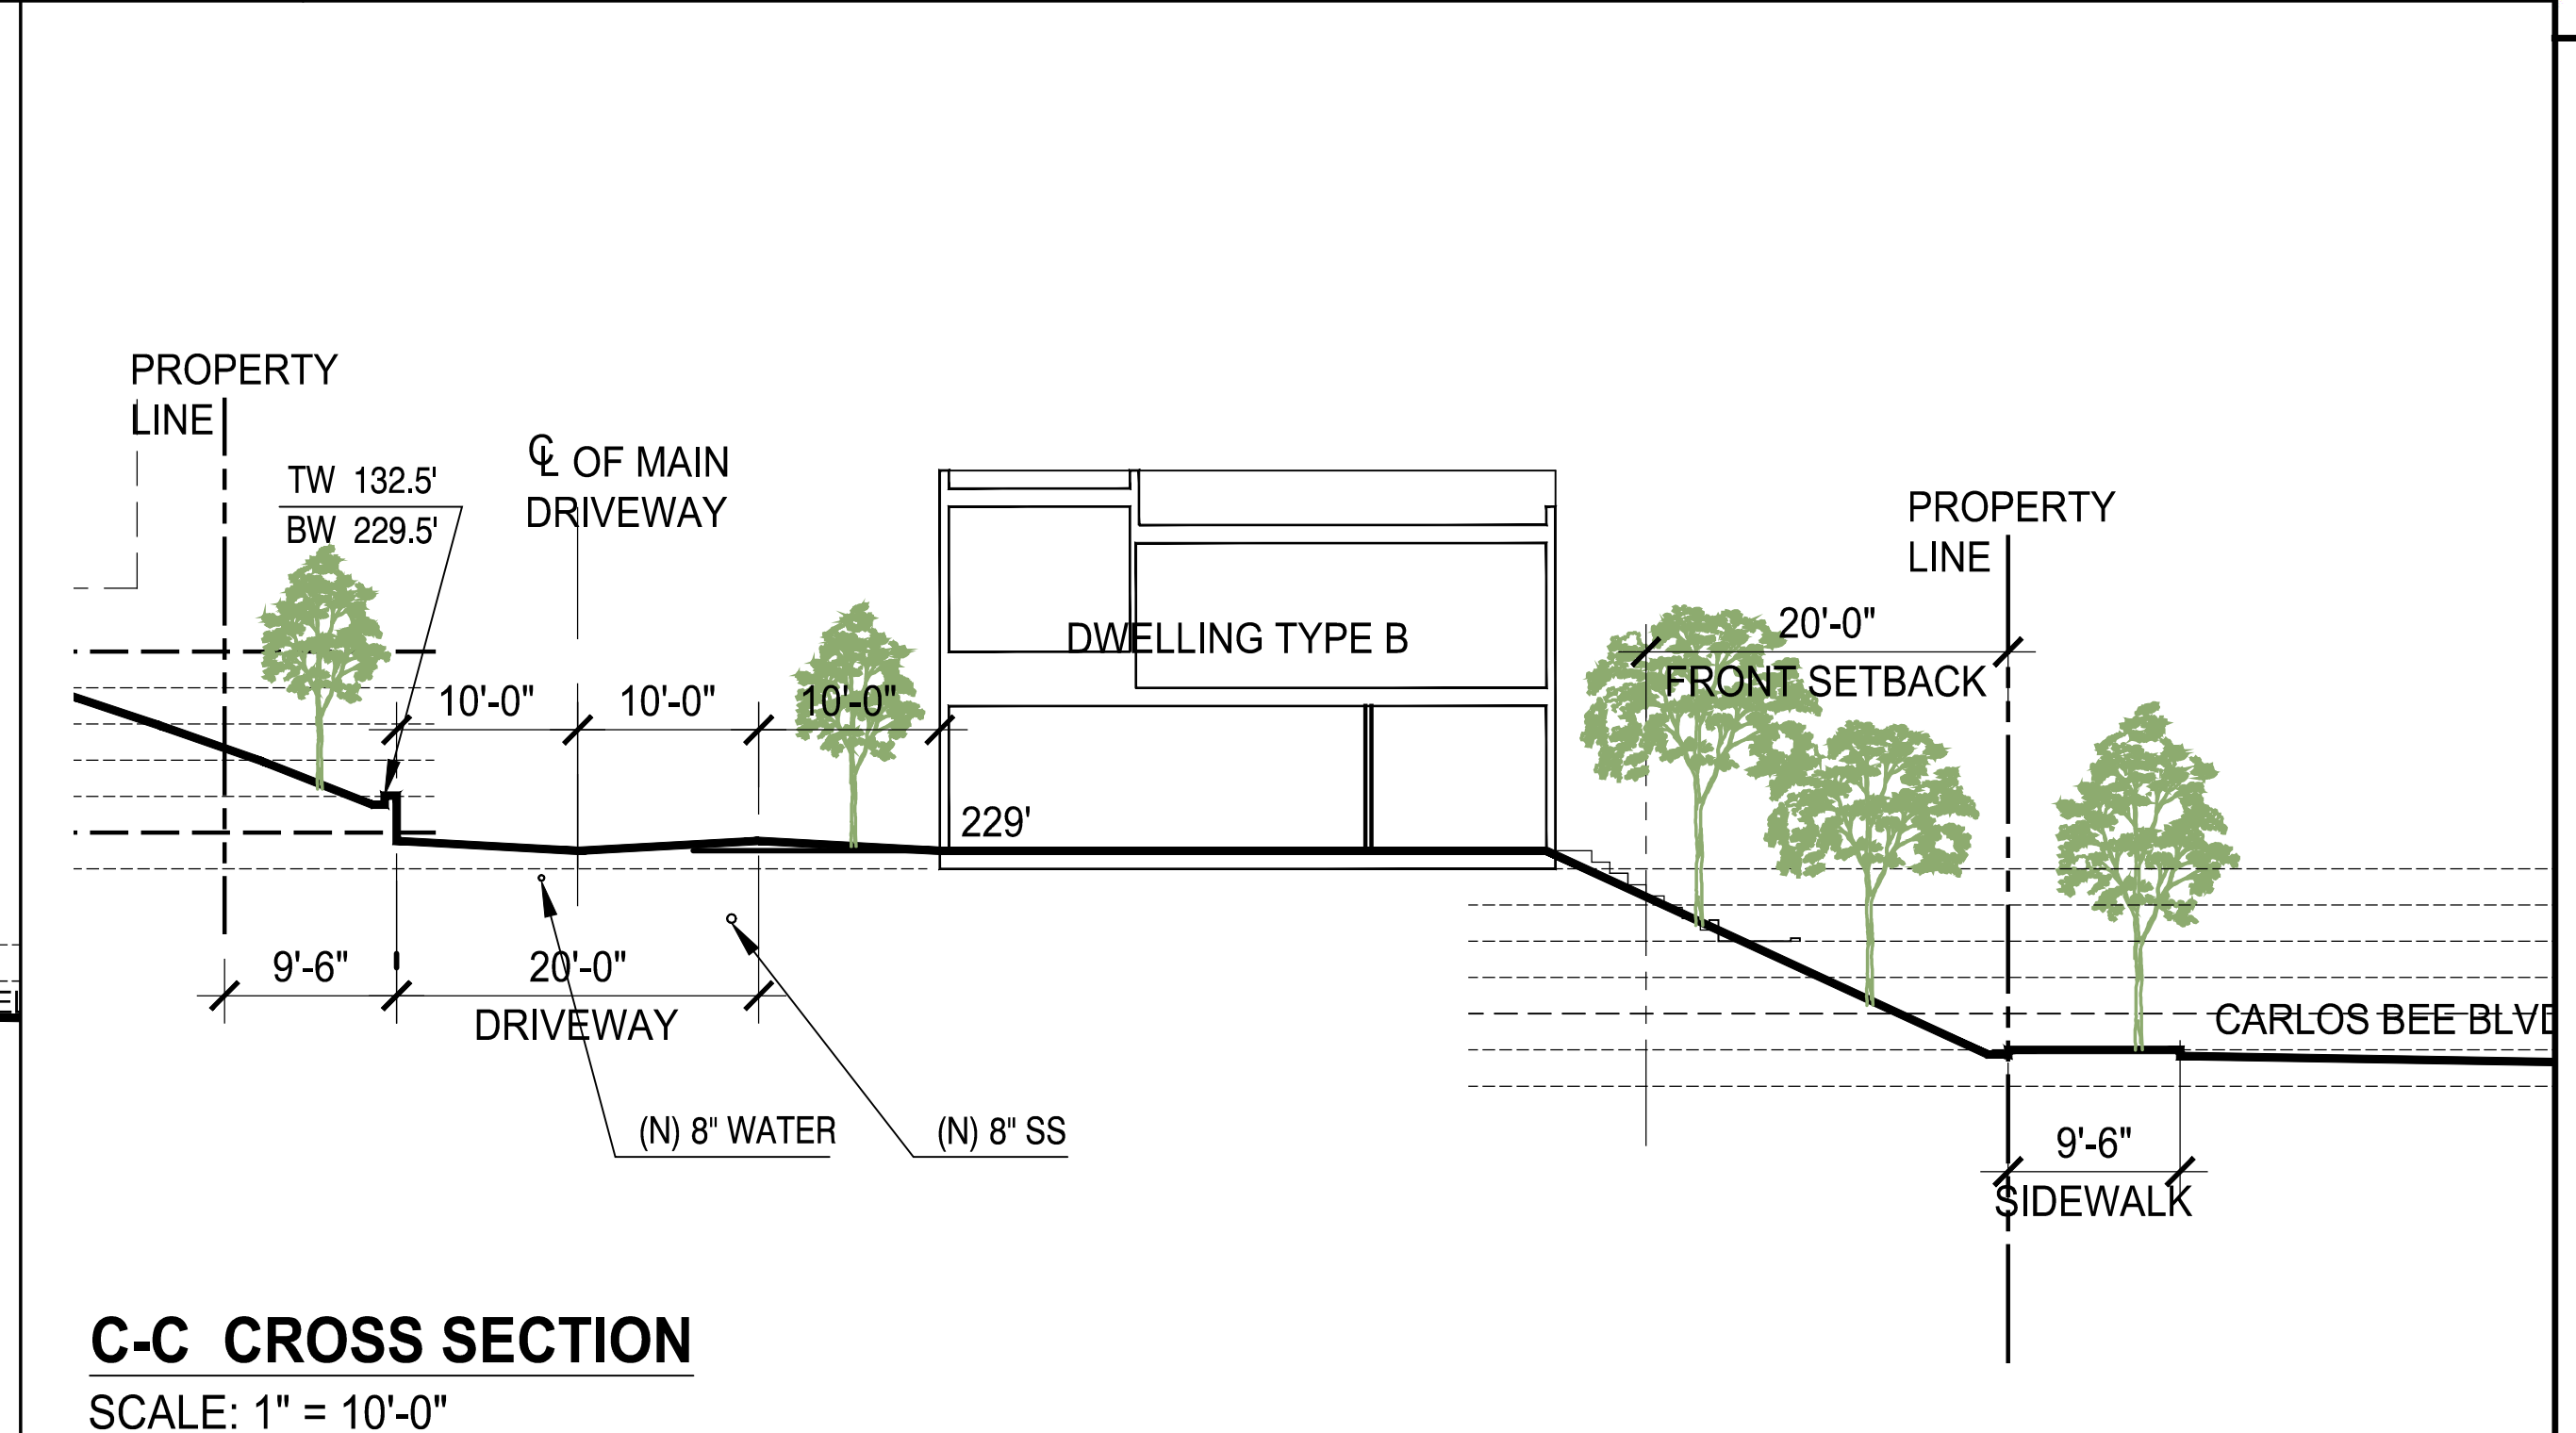 PROPERTY
LINE
TW 132.5'
BW 229.5'
℄ OF MAIN
DRIVEWAY
PROPERTY
LINE
DWELLING TYPE B
20'-0"
FRONT SETBACK
10'-0"
10'-0"
10'-0"
229'
9'-6"
20'-0"
DRIVEWAY
CARLOS BEE BLVD
(N) 8" WATER
(N) 8" SS
9'-6"
SIDEWALK
C-C CROSS SECTION
SCALE: 1" = 10'-0"